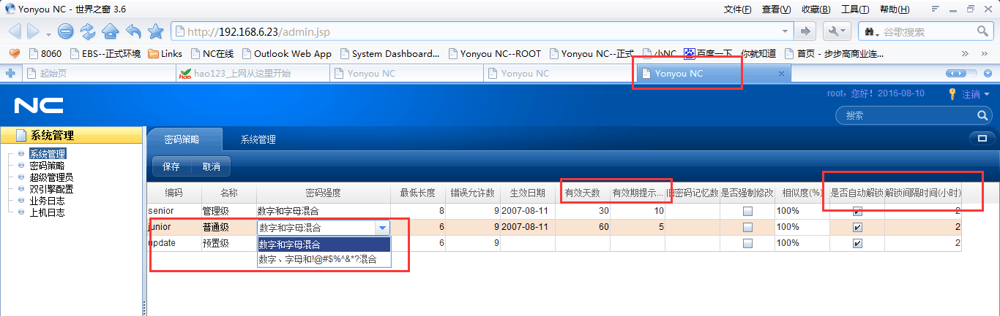 Yonyou NC - 世界之窗 3.6
文件(F) 查看(V) 收藏(B) 工具(T) 帮助(H)
http://192.168.6.23/admin.jsp
谷歌搜索
8060 EBS--正式环境 Links NC在线 Outlook Web App System Dashboard... Yonyou NC--ROOT Yonyou NC--正式 小NC 百度一下，你就知道 首页 - 步步高商业连...
起始页 hao123_上网从这里开始 Yonyou NC Yonyou NC Yonyou NC
NC
root，您好！2016-08-10 注销
搜索
系统管理
系统管理
密码策略
超级管理员
双引擎配置
业务日志
上机日志
密码策略 系统管理
保存 取消
编码 名称 密码强度 最低长度 错误允许数 生效日期 有效天数 有效期提示... 旧密码记忆数 是否强制修改 相似度(%) 是否自动解锁 解锁间隔时间(小时)
senior 管理级 数字和字母混合 8 9 2007-08-11 30 10 100% 2
junior 普通级 数字和字母混合 6 9 2007-08-11 60 5 100% 2
update 预置级 6 9 100% 2
数字和字母混合
数字、字母和!@#$%^&*?混合